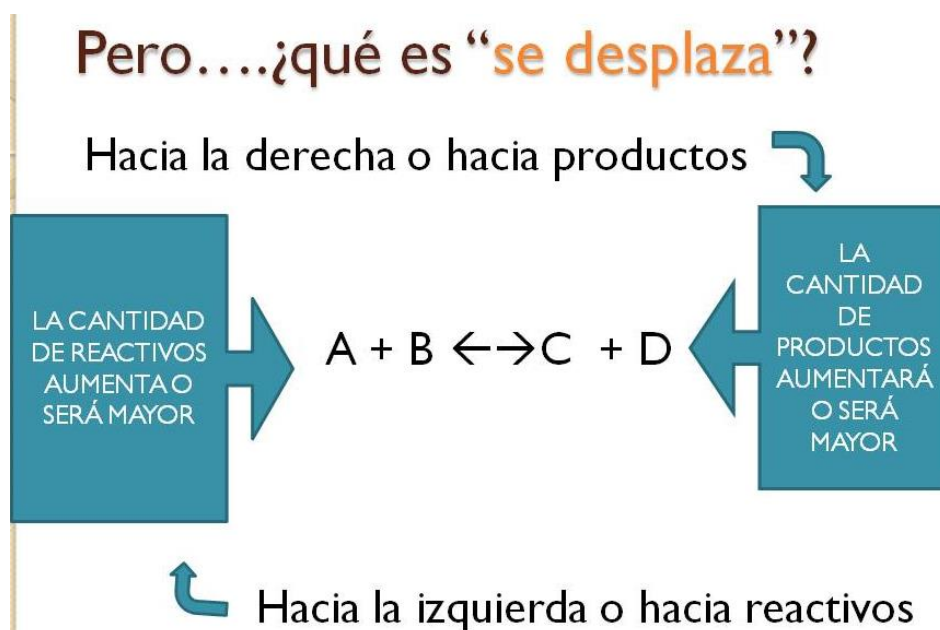 Pero....¿qué es “se desplaza”?
Hacia la derecha o hacia productos
LA CANTIDAD
DE REACTIVOS
AUMENTA O
SERÁ MAYOR
A + B ←→C + D
LA
CANTIDAD
DE
PRODUCTOS
AUMENTARÁ
O SERÁ
MAYOR
Hacia la izquierda o hacia reactivos